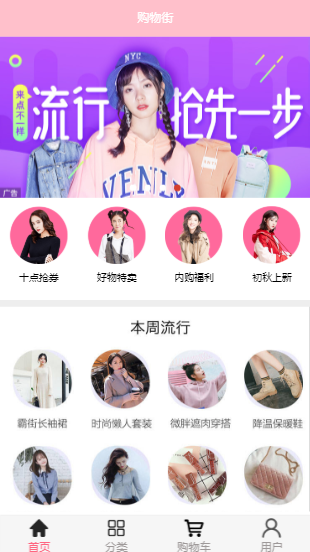 购物街
来点不一样
流行 抢先一步
VENLY
广告
十点抢券 好物特卖 内购福利 初秋上新
本周流行
霸街长袖裙 时尚懒人套装 微胖遮肉穿搭 降温保暖鞋
首页 分类 购物车 用户